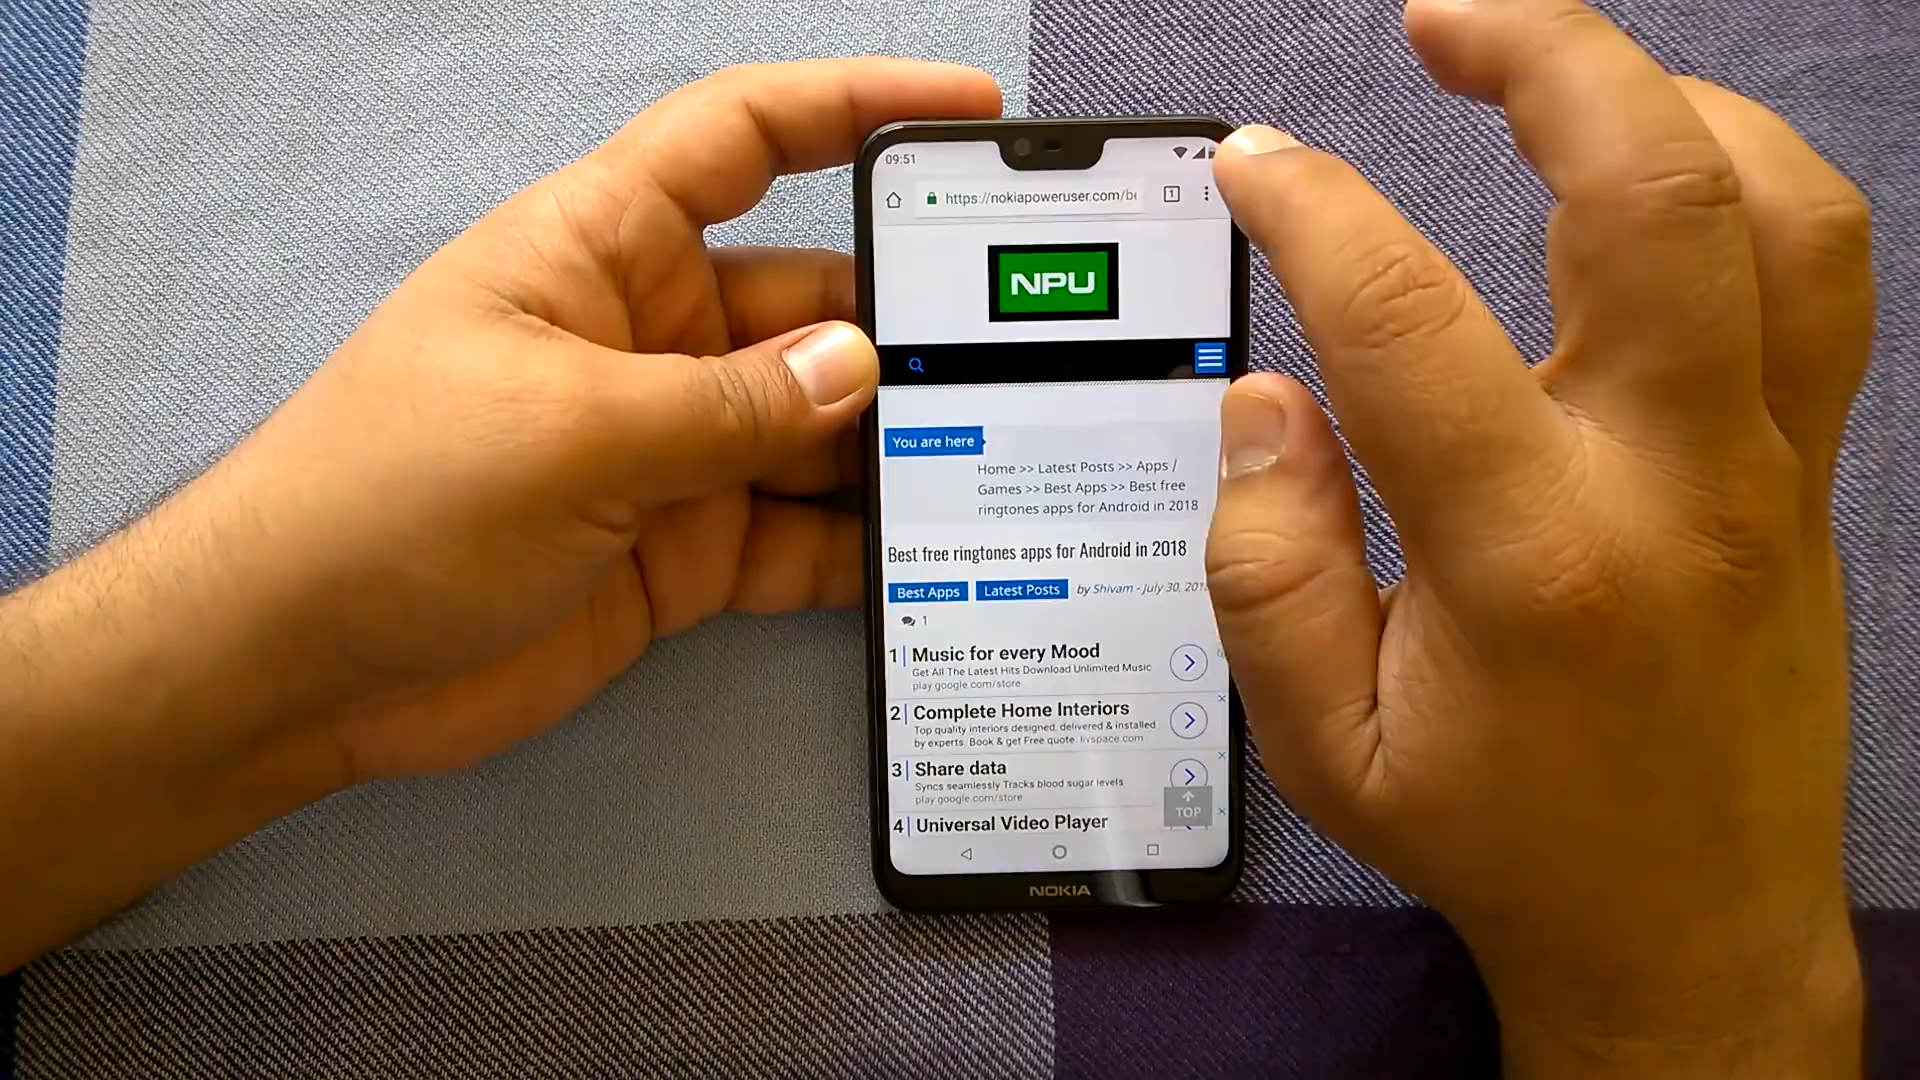 09:51
https://nokiapoweruser.com/be
1
NPU
You are here
Home >> Latest Posts >> Apps /
Games >> Best Apps >> Best free
ringtones apps for Android in 2018
Best free ringtones apps for Android in 2018
Best Apps Latest Posts by Shivam - July 30, 201
1
1 Music for every Mood
Get All The Latest Hits Download Unlimited Music
play.google.com/store
2 Complete Home Interiors
Top quality interiors designed, delivered & installed
by experts. Book & get Free quote. livspace.com
3 Share data
Syncs seamlessly Tracks blood sugar levels
play.google.com/store
TOP
4 Universal Video Player
NOKIA